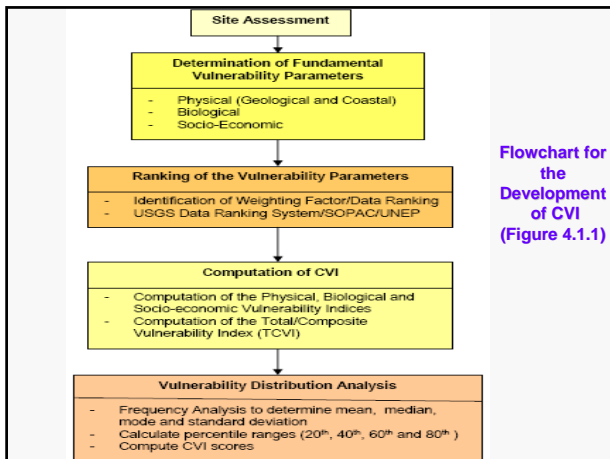 Site Assessment
Determination of Fundamental
Vulnerability Parameters
- Physical (Geological and Coastal)
- Biological
- Socio-Economic
Ranking of the Vulnerability Parameters
- Identification of Weighting Factor/Data Ranking
- USGS Data Ranking System/SOPAC/UNEP
Computation of CVI
- Computation of the Physical, Biological and
Socio-economic Vulnerability Indices
- Computation of the Total/Composite
Vulnerability Index (TCVI)
Vulnerability Distribution Analysis
- Frequency Analysis to determine mean, median,
mode and standard deviation
- Calculate percentile ranges (20th, 40th, 60th and 80th )
- Compute CVI scores
Flowchart for
the
Development
of CVI
(Figure 4.1.1)